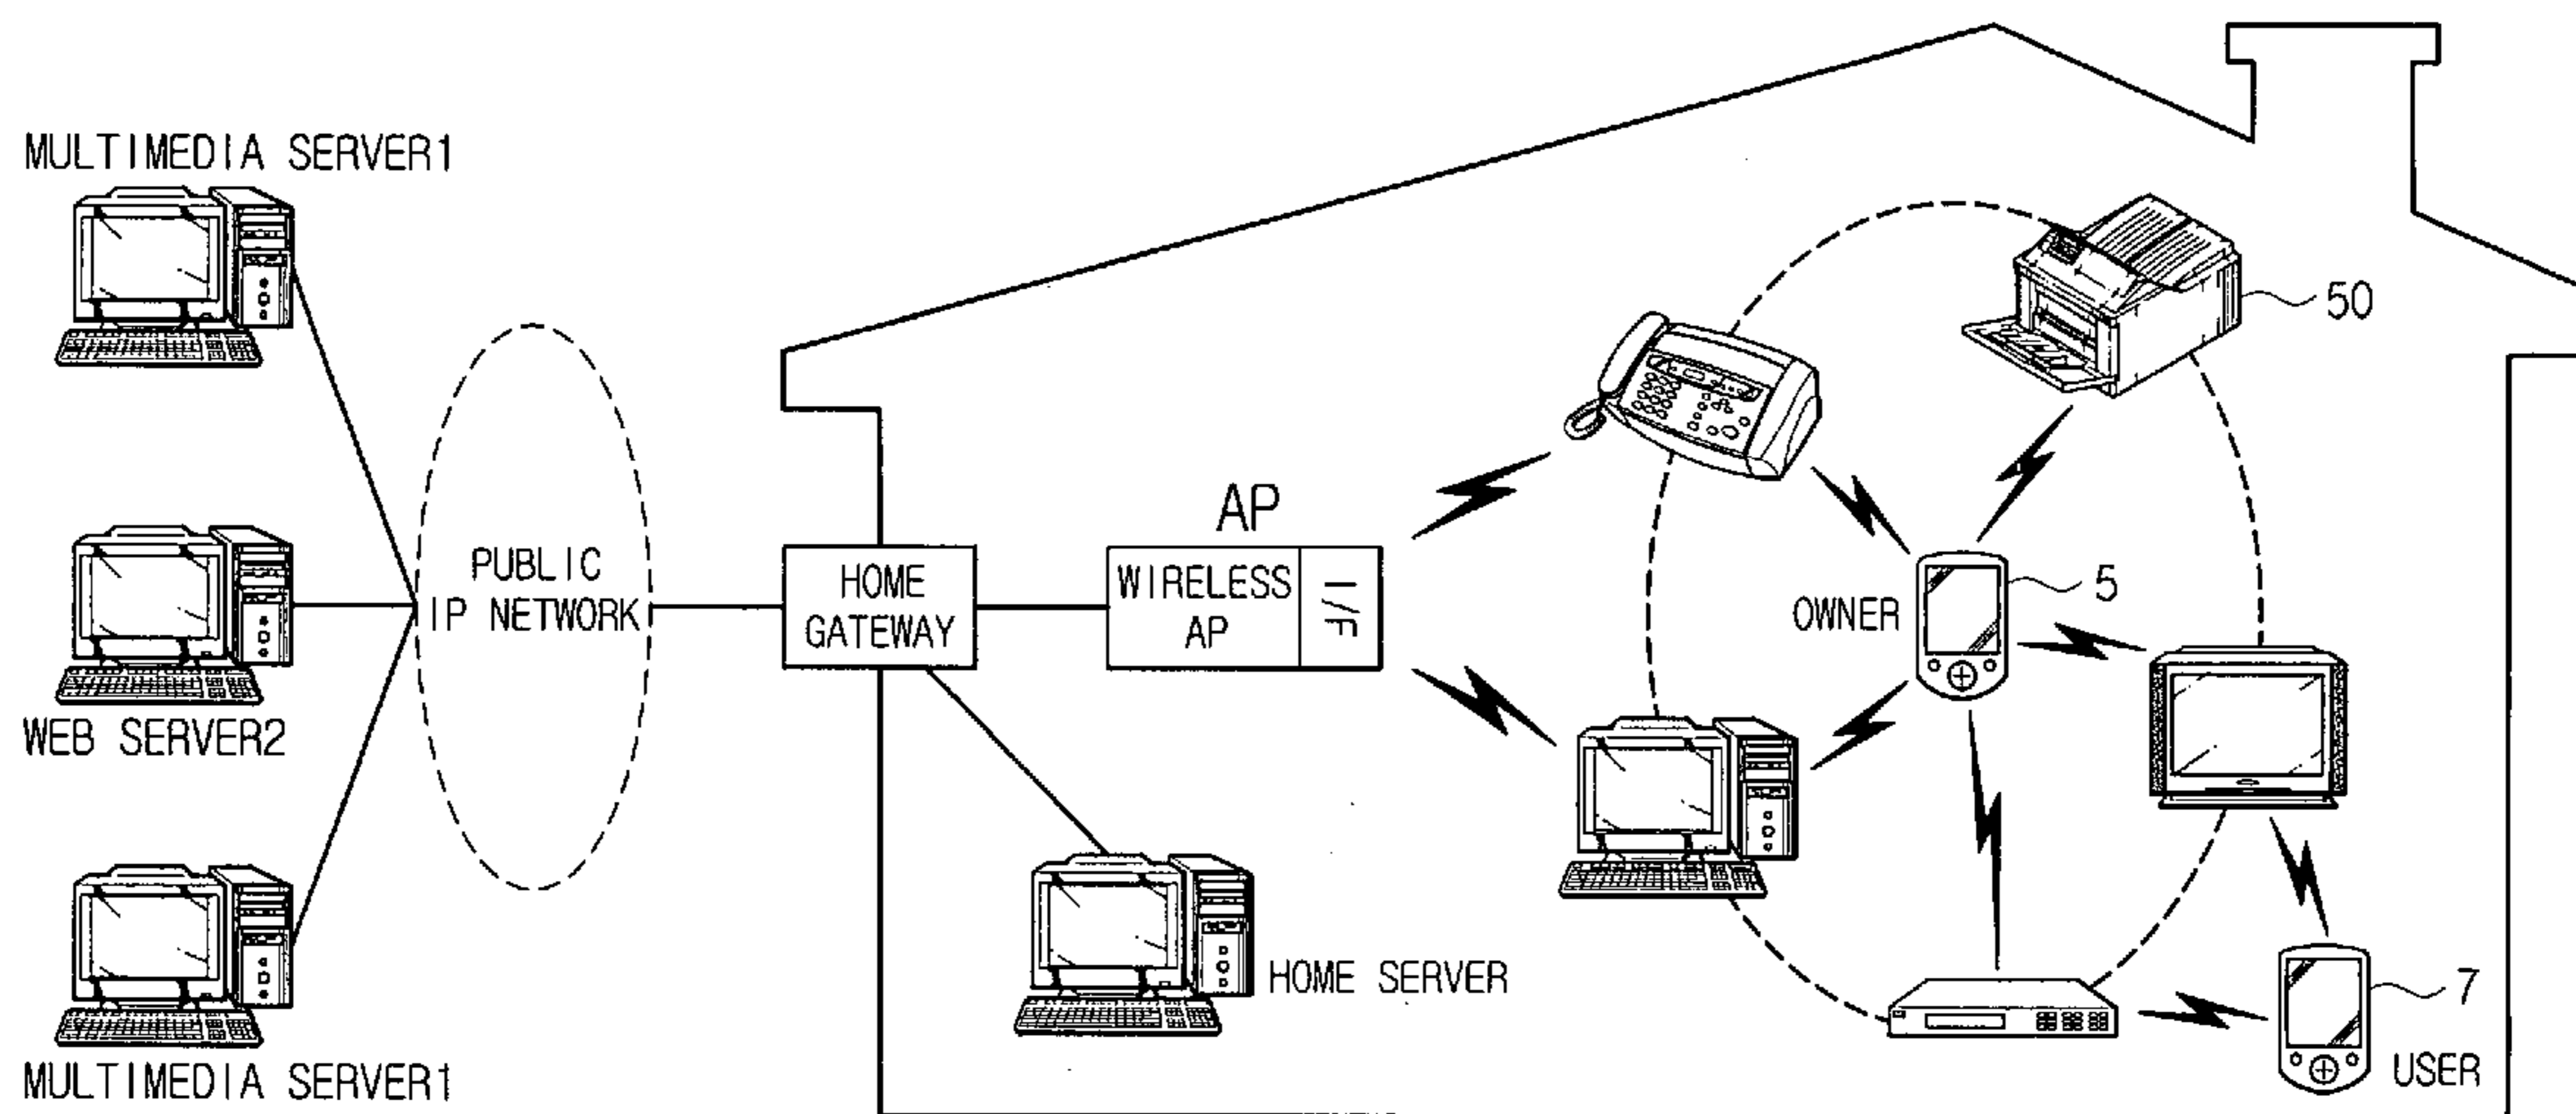 MULTIMEDIA SERVER1
50
AP
PUBLIC
IP NETWORK
HOME
GATEWAY
WIRELESS
AP
I/F
OWNER
5
WEB SERVER2
HOME SERVER
7
USER
MULTIMEDIA SERVER1